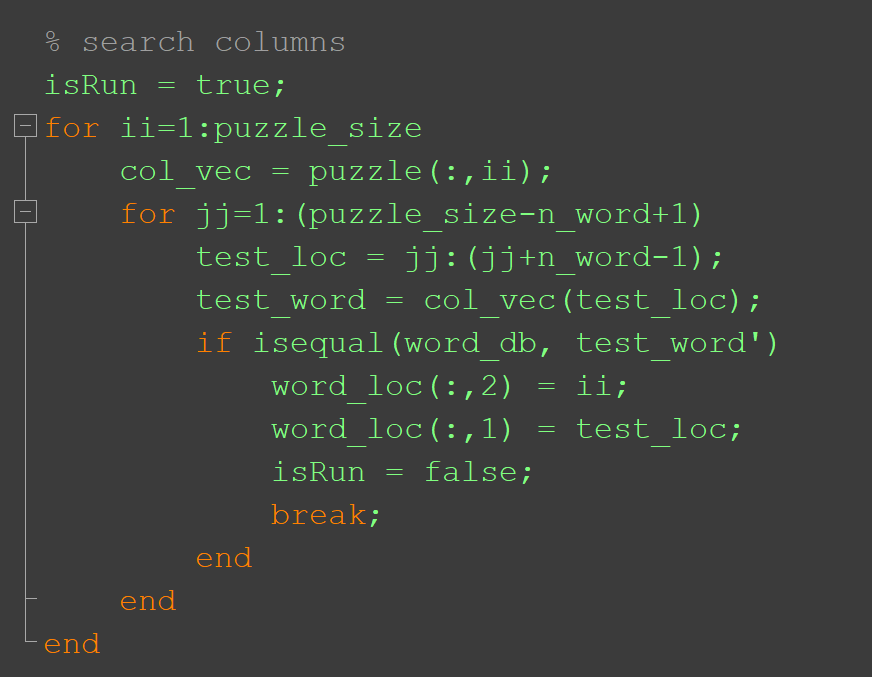 % search columns
isRun = true;
for ii=1:puzzle_size
    col_vec = puzzle(:,ii);
    for jj=1:(puzzle_size-n_word+1)
        test_loc = jj:(jj+n_word-1);
        test_word = col_vec(test_loc);
        if isequal(word_db, test_word')
            word_loc(:,2) = ii;
            word_loc(:,1) = test_loc;
            isRun = false;
            break;
        end
    end
end